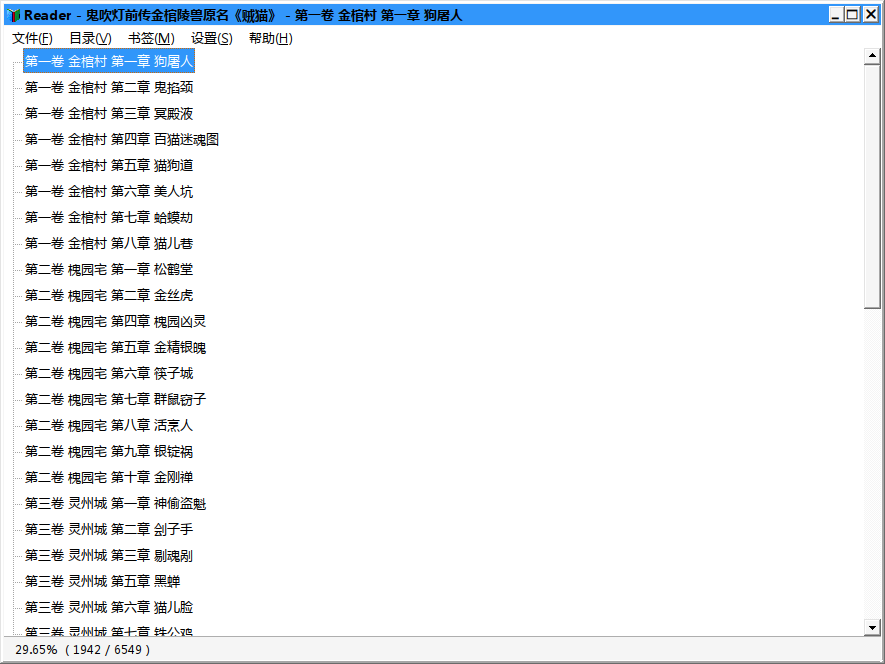 Reader - 鬼吹灯前传金棺陵兽原名《贼猫》 - 第一卷 金棺村 第一章 狗屠人
文件(F) 目录(V) 书签(M) 设置(S) 帮助(H)
第一卷 金棺村 第一章 狗屠人
第一卷 金棺村 第二章 鬼掐颈
第一卷 金棺村 第三章 冥殿液
第一卷 金棺村 第四章 百猫迷魂图
第一卷 金棺村 第五章 猫狗道
第一卷 金棺村 第六章 美人坑
第一卷 金棺村 第七章 蛤蟆劫
第一卷 金棺村 第八章 猫儿巷
第二卷 槐园宅 第一章 松鹤堂
第二卷 槐园宅 第二章 金丝虎
第二卷 槐园宅 第四章 槐园凶灵
第二卷 槐园宅 第五章 金精银魄
第二卷 槐园宅 第六章 筷子城
第二卷 槐园宅 第七章 群鼠窃子
第二卷 槐园宅 第八章 活烹人
第二卷 槐园宅 第九章 银锭祸
第二卷 槐园宅 第十章 金刚禅
第三卷 灵州城 第一章 神偷盗魁
第三卷 灵州城 第二章 刽子手
第三卷 灵州城 第三章 剔魂剐
第三卷 灵州城 第五章 黑蝉
第三卷 灵州城 第六章 猫儿脸
第三卷 灵州城 第七章 铁公鸡
29.65% ( 1942 / 6549 )